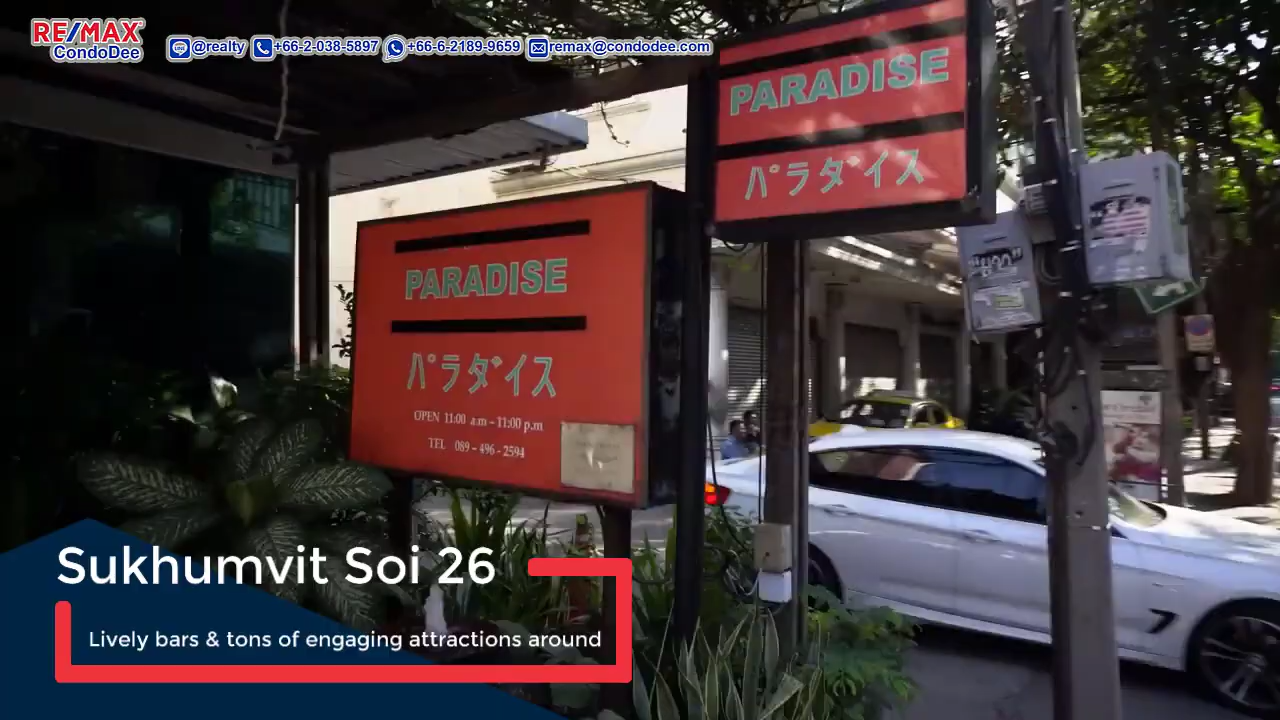 RE/MAX
CondoDee
@realty +66-2-038-5897 +66-6-2189-9659 remax@condodee.com
PARADISE
パラダイス
PARADISE
パラダイス
OPEN 11:00 a.m - 11:00 p.m
TEL 089 - 496 - 2594
Sukhumvit Soi 26
Lively bars & tons of engaging attractions around